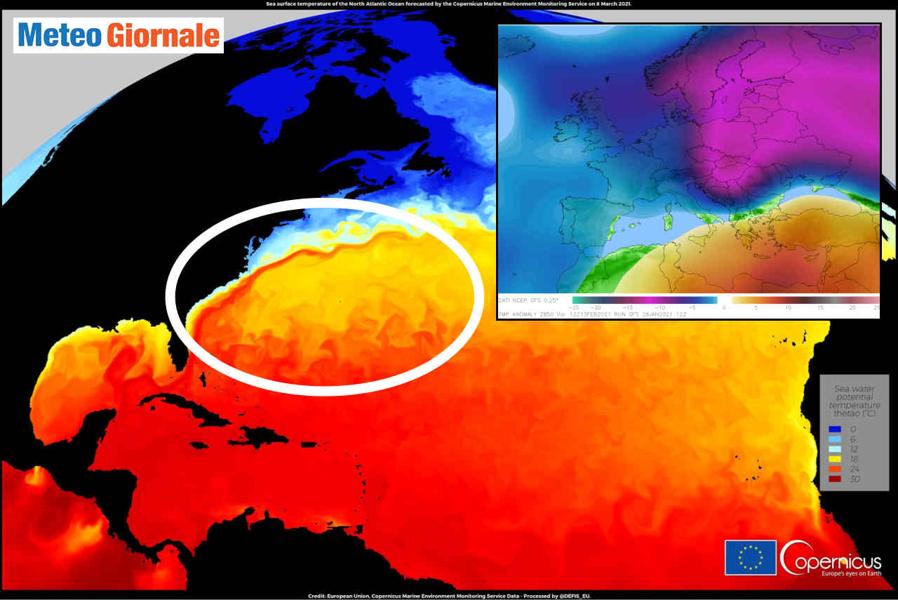 Sea surface temperature of the North Atlantic Ocean forecasted by the Copernicus Marine Environment Monitoring Service on 8 March 2021.
Meteo Giornale
Sea water
potential
temperature
thetao (°C)
0
6
12
18
24
30
opernicus
Europe's eyes on Earth
Credit: European Union, Copernicus Marine Environment Monitoring Service Data - Processed by @DEFIS_EU.